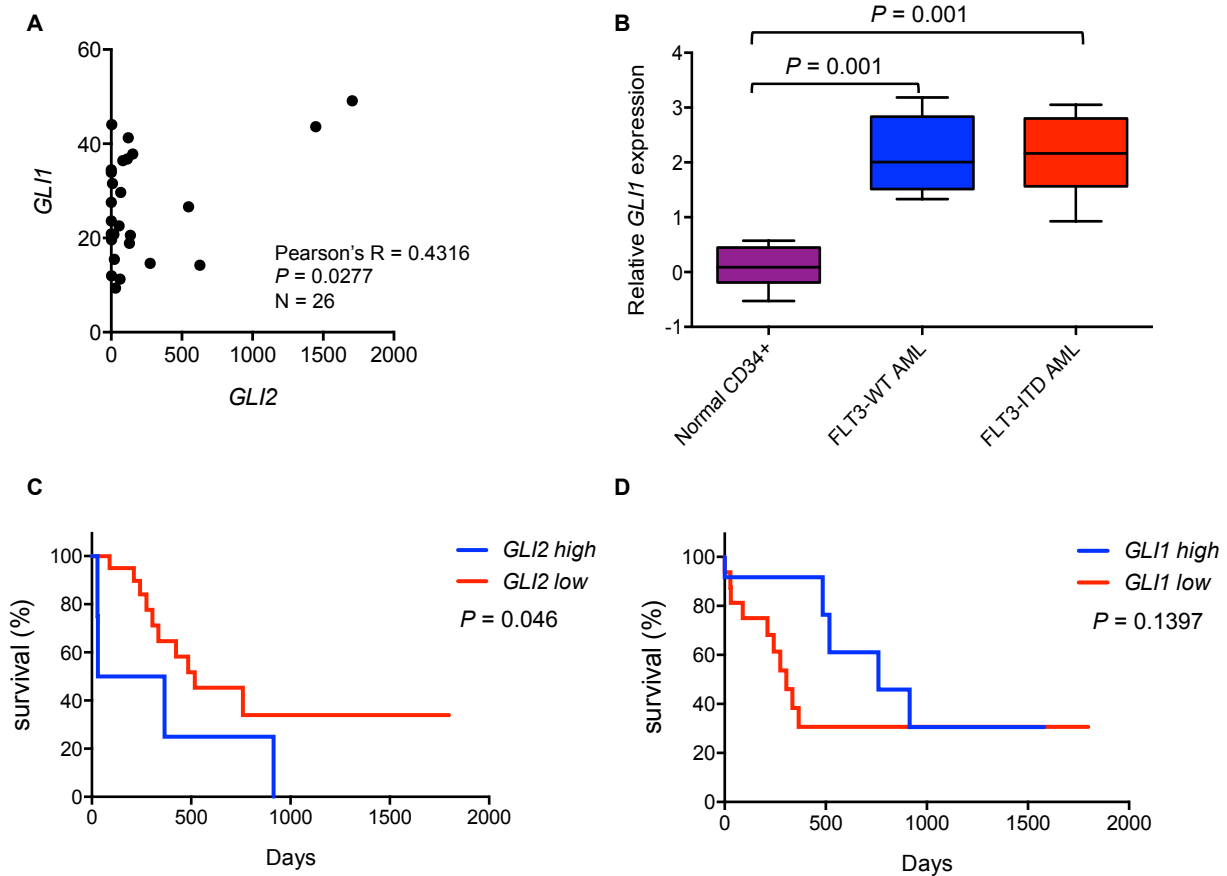 A
GLI1
60
40
20
0
0 500 1000 1500 2000
GLI2
Pearson's R = 0.4316
P = 0.0277
N = 26
B
P = 0.001
P = 0.001
Relative GLI1 expression
4
3
2
1
0
-1
Normal CD34+
FLT3-WT AML
FLT3-ITD AML
C
survival (%)
100
80
60
40
20
0
0 500 1000 1500 2000
Days
GLI2 high
GLI2 low
P = 0.046
D
survival (%)
100
80
60
40
20
0
0 500 1000 1500 2000
Days
GLI1 high
GLI1 low
P = 0.1397